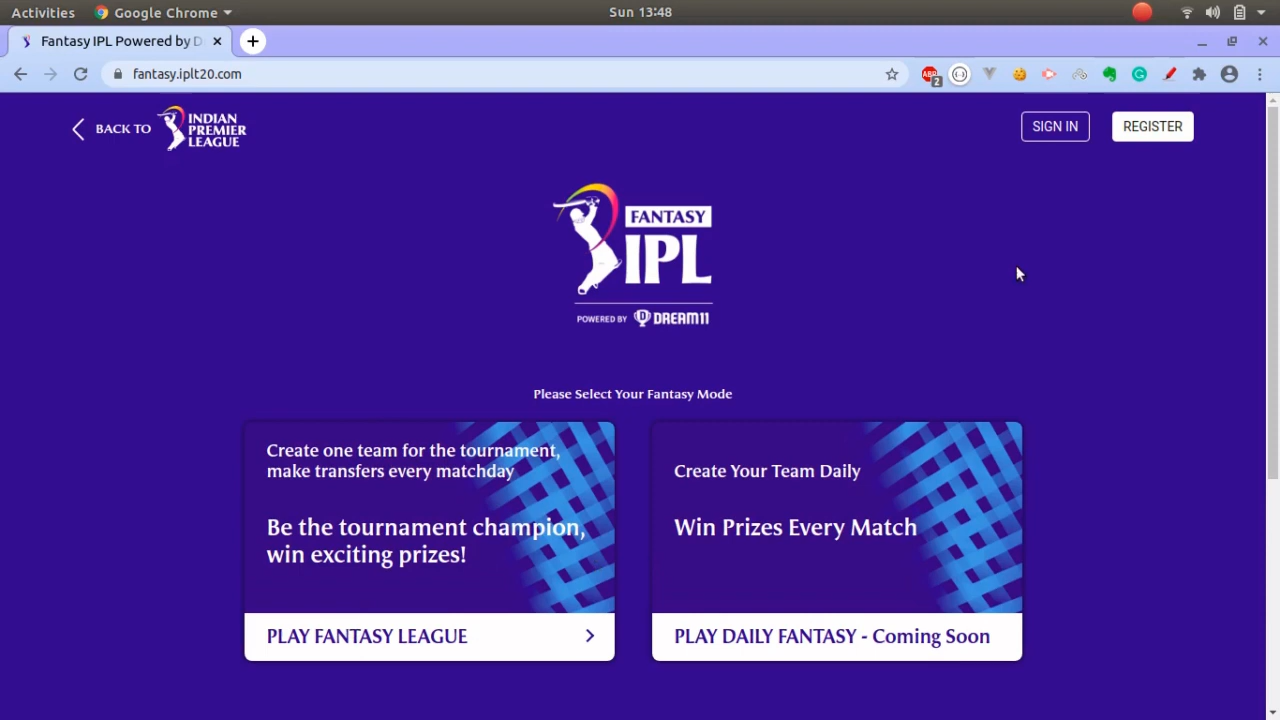 Activities
Google Chrome
Sun 13:48
Fantasy IPL Powered by D
fantasy.iplt20.com
ABP
2
BACK TO
INDIAN
PREMIER
LEAGUE
SIGN IN
REGISTER
FANTASY
IPL
POWERED BY DREAM11
Please Select Your Fantasy Mode
Create one team for the tournament,
make transfers every matchday
Be the tournament champion,
win exciting prizes!
PLAY FANTASY LEAGUE
Create Your Team Daily
Win Prizes Every Match
PLAY DAILY FANTASY - Coming Soon